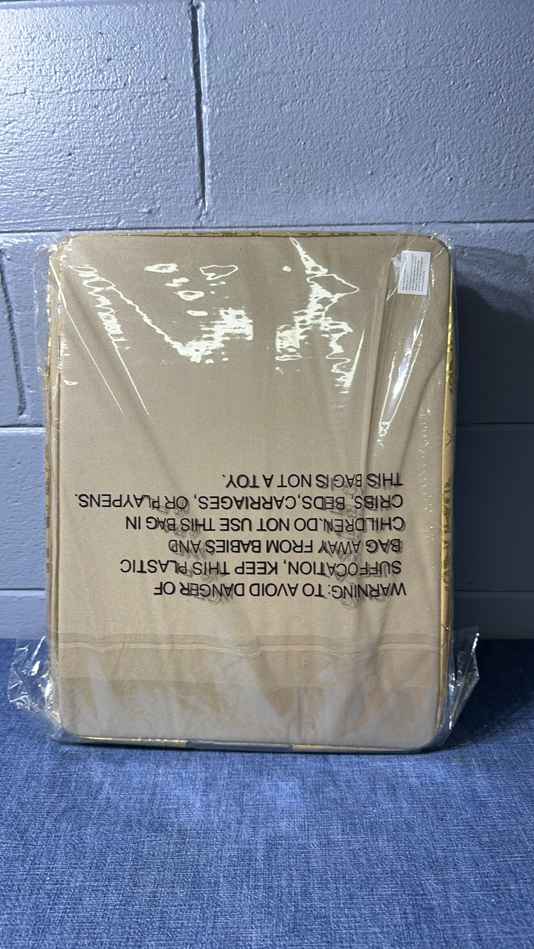 WARNING: TO AVOID DANGER OF
SUFFOCATION, KEEP THIS PLASTIC
BAG AWAY FROM BABIES AND
CHILDREN.DO NOT USE THIS BAG IN
CRIBS, BEDS,CARRIAGES, OR PLAYPENS.
THIS BAG IS NOT A TOY.